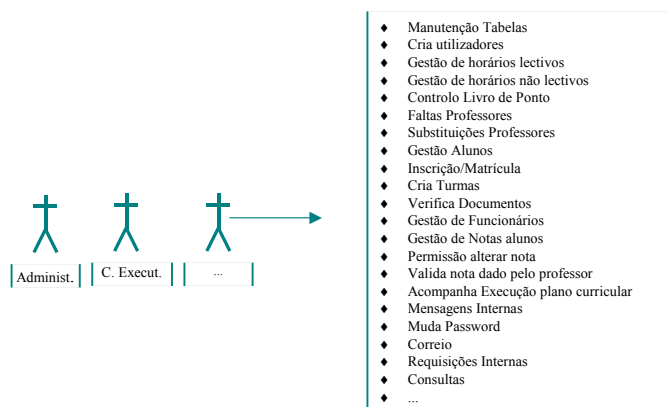 Manutenção Tabelas
Cria utilizadores
Gestão de horários lectivos
Gestão de horários não lectivos
Controlo Livro de Ponto
Faltas Professores
Substituições Professores
Gestão Alunos
Inscrição/Matrícula
Cria Turmas
Verifica Documentos
Gestão de Funcionários
Gestão de Notas alunos
Permissão alterar nota
Valida nota dado pelo professor
Acompanha Execução plano curricular
Mensagens Internas
Muda Password
Correio
Requisições Internas
Consultas
...
Administ.
C. Execut.
...